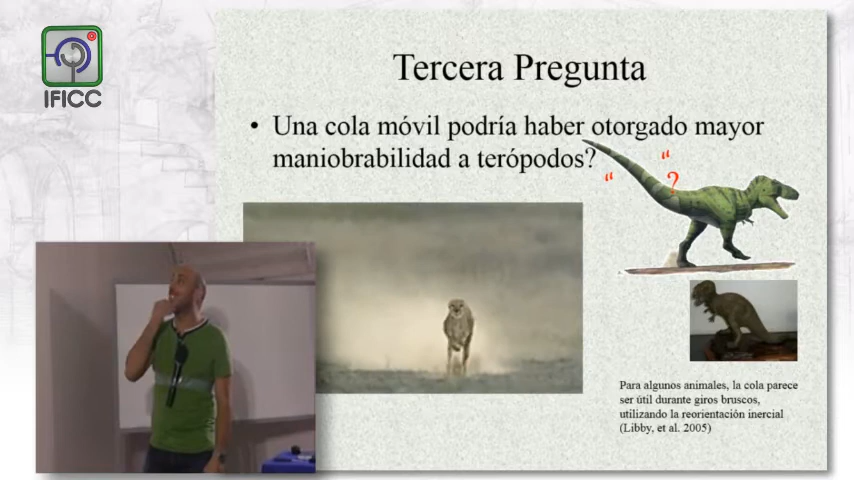 IFICC
Tercera Pregunta
• Una cola móvil podría haber otorgado mayor
maniobrabilidad a terópodos?
“ “ ?
Para algunos animales, la cola parece
ser útil durante giros bruscos,
utilizando la reorientación inercial
(Libby, et al. 2005)